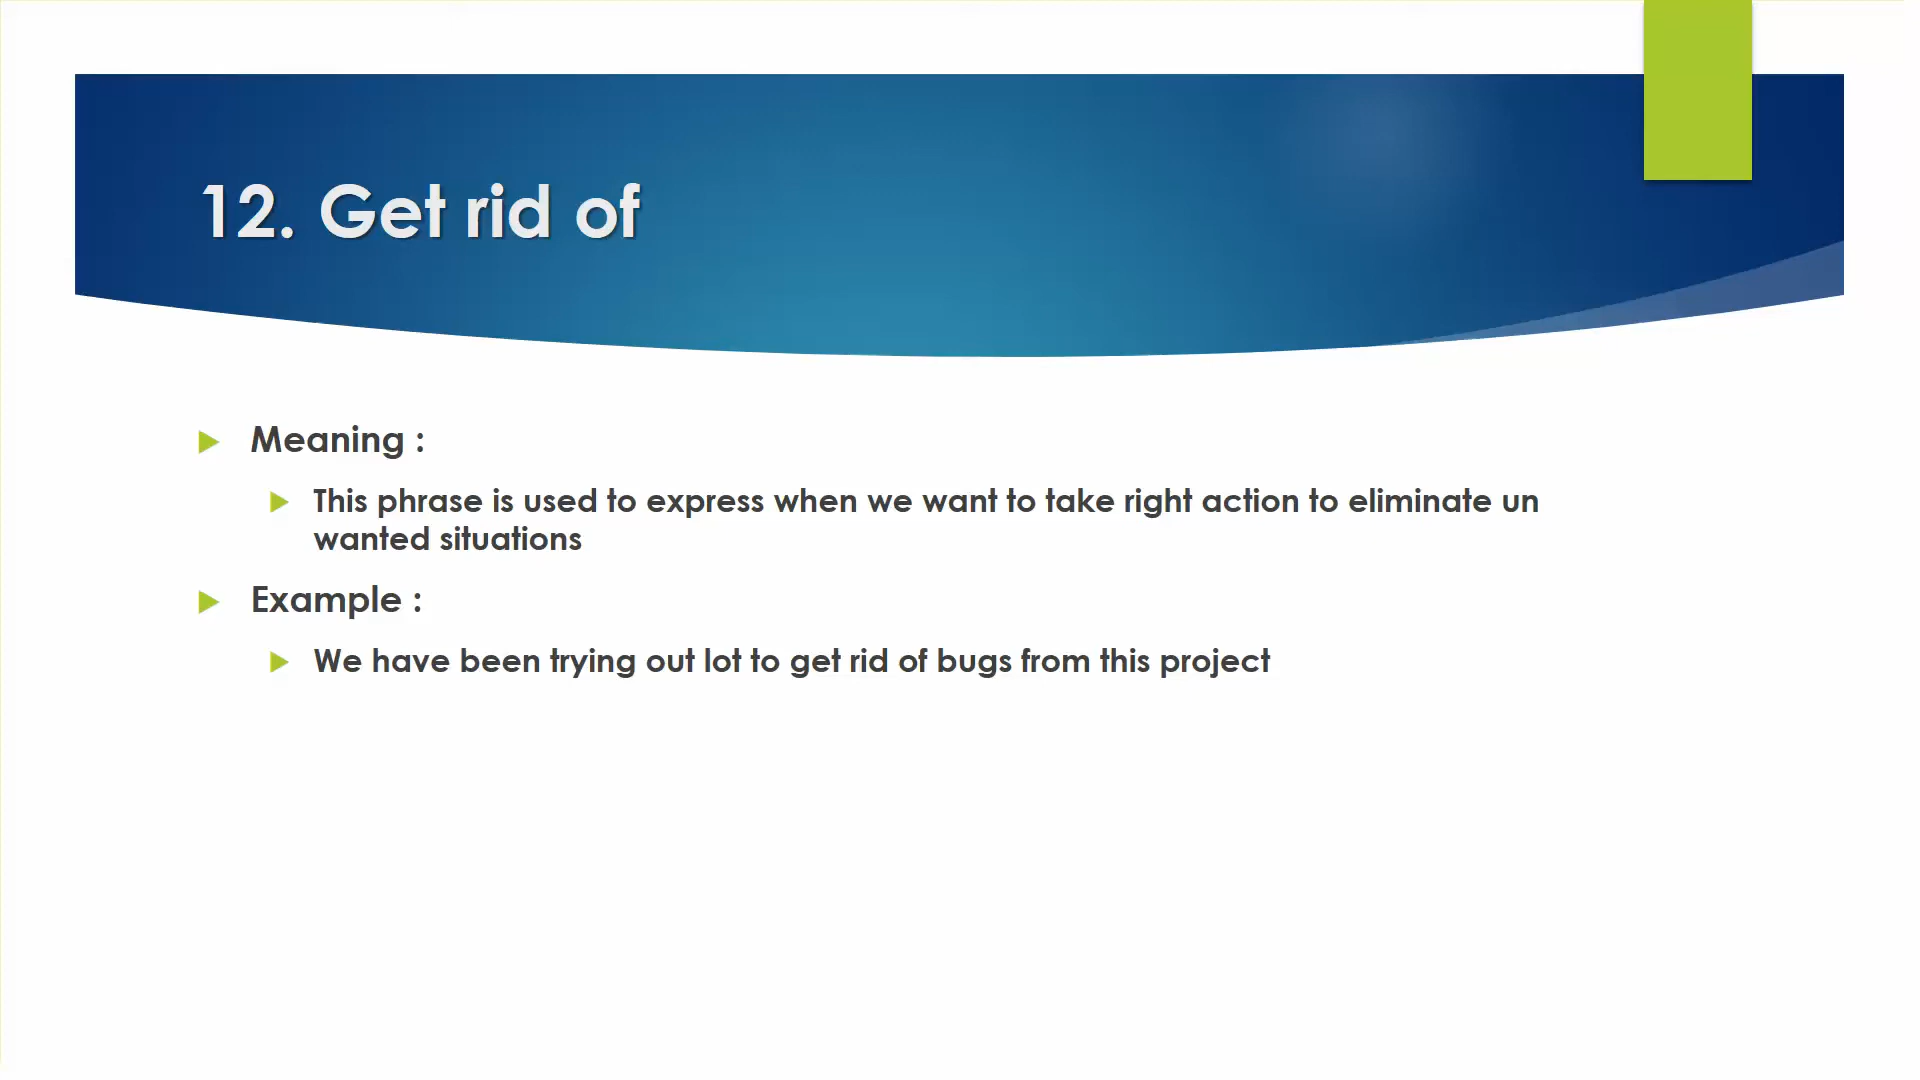 12. Get rid of
Meaning :
This phrase is used to express when we want to take right action to eliminate un
wanted situations
Example :
We have been trying out lot to get rid of bugs from this project